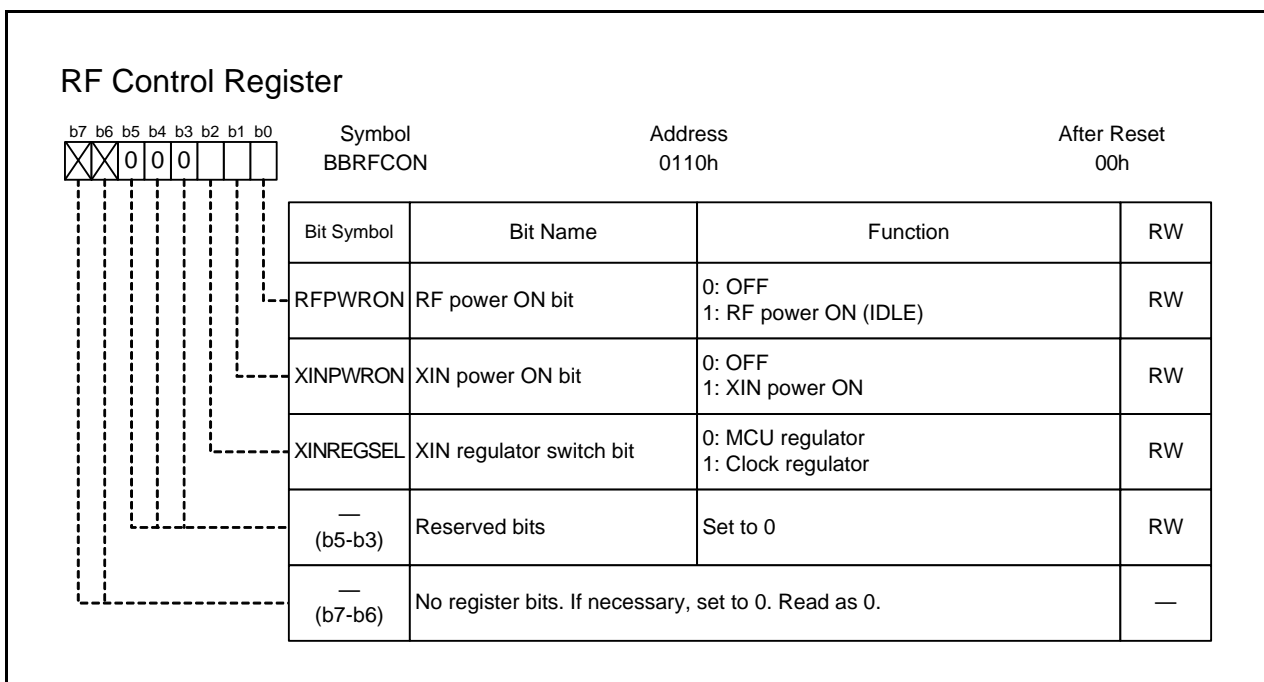 RF Control Register
b7 b6 b5 b4 b3 b2 b1 b0
0 0 0
Symbol Address After Reset
BBRFCON 0110h 00h
Bit Symbol Bit Name Function RW
RFPWRON RF power ON bit 0: OFF
1: RF power ON (IDLE) RW
XINPWRON XIN power ON bit 0: OFF
1: XIN power ON RW
XINREGSEL XIN regulator switch bit 0: MCU regulator
1: Clock regulator RW
—
(b5-b3) Reserved bits Set to 0 RW
—
(b7-b6) No register bits. If necessary, set to 0. Read as 0. —